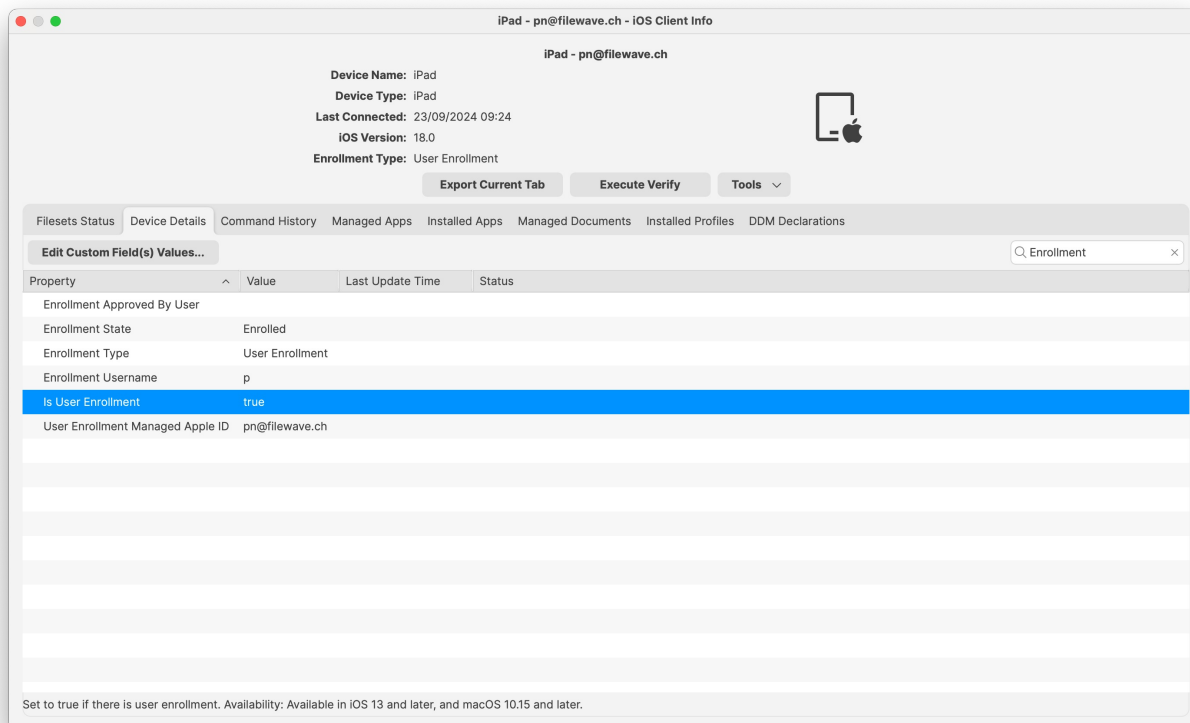 iPad - pn@filewave.ch - iOS Client Info
iPad - pn@filewave.ch
Device Name: iPad
Device Type: iPad
Last Connected: 23/09/2024 09:24
iOS Version: 18.0
Enrollment Type: User Enrollment
Export Current Tab Execute Verify Tools
Filesets Status Device Details Command History Managed Apps Installed Apps Managed Documents Installed Profiles DDM Declarations
Edit Custom Field(s) Values... Enrollment
Property Value Last Update Time Status
Enrollment Approved By User
Enrollment State Enrolled
Enrollment Type User Enrollment
Enrollment Username p
Is User Enrollment true
User Enrollment Managed Apple ID pn@filewave.ch
Set to true if there is user enrollment. Availability: Available in iOS 13 and later, and macOS 10.15 and later.